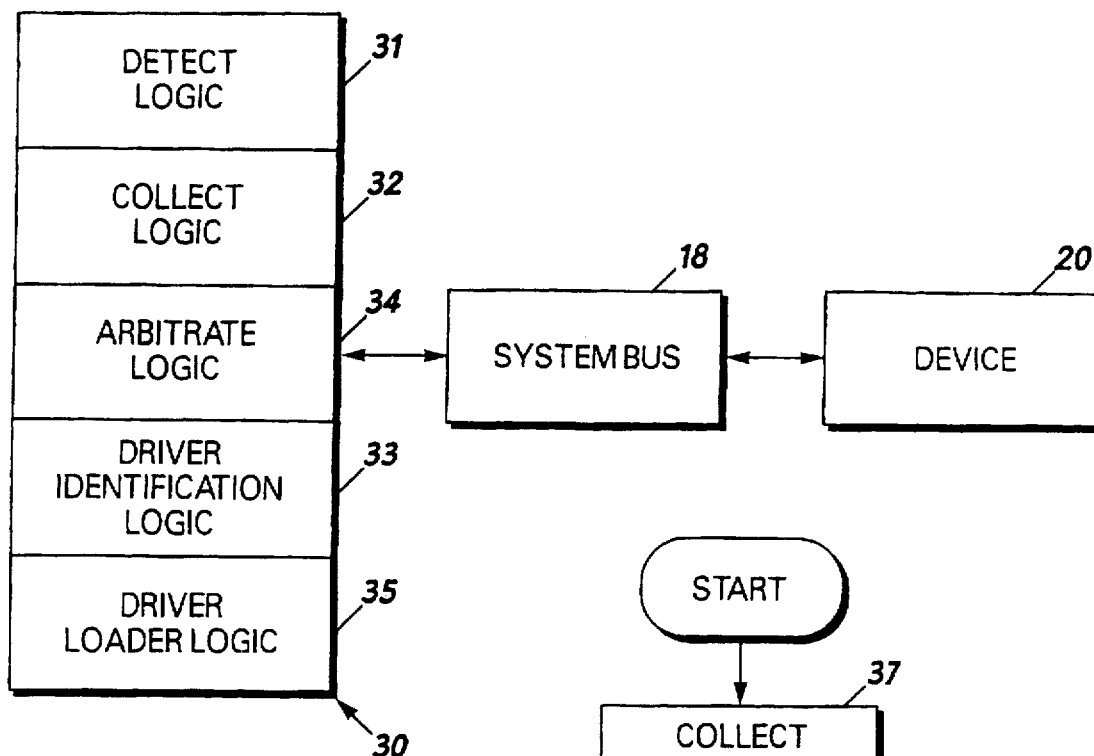 DETECT
LOGIC
31
COLLECT
LOGIC
32
ARBITRATE
LOGIC
34
DRIVER
IDENTIFICATION
LOGIC
33
DRIVER
LOADER LOGIC
35
30
SYSTEM BUS
18
DEVICE
20
START
37
COLLECT